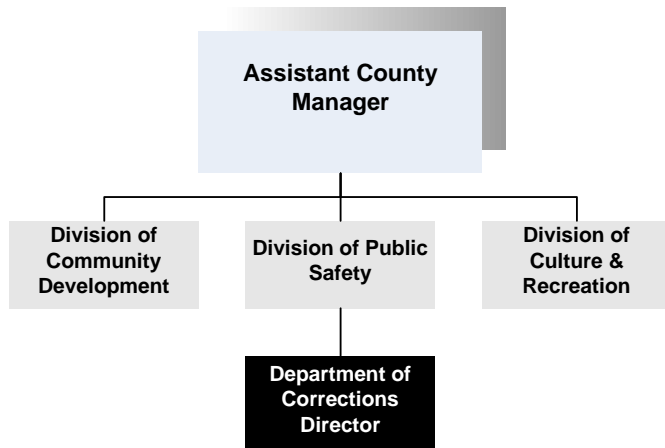 Assistant County
Manager
Division of
Community
Development
Division of Public
Safety
Division of
Culture &
Recreation
Department of
Corrections
Director